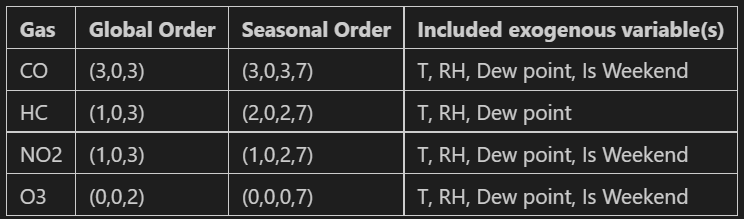 Gas Global Order Seasonal Order Included exogenous variable(s)
CO (3,0,3) (3,0,3,7) T, RH, Dew point, Is Weekend
HC (1,0,3) (2,0,2,7) T, RH, Dew point
NO2 (1,0,3) (1,0,2,7) T, RH, Dew point, Is Weekend
O3 (0,0,2) (0,0,0,7) T, RH, Dew point, Is Weekend